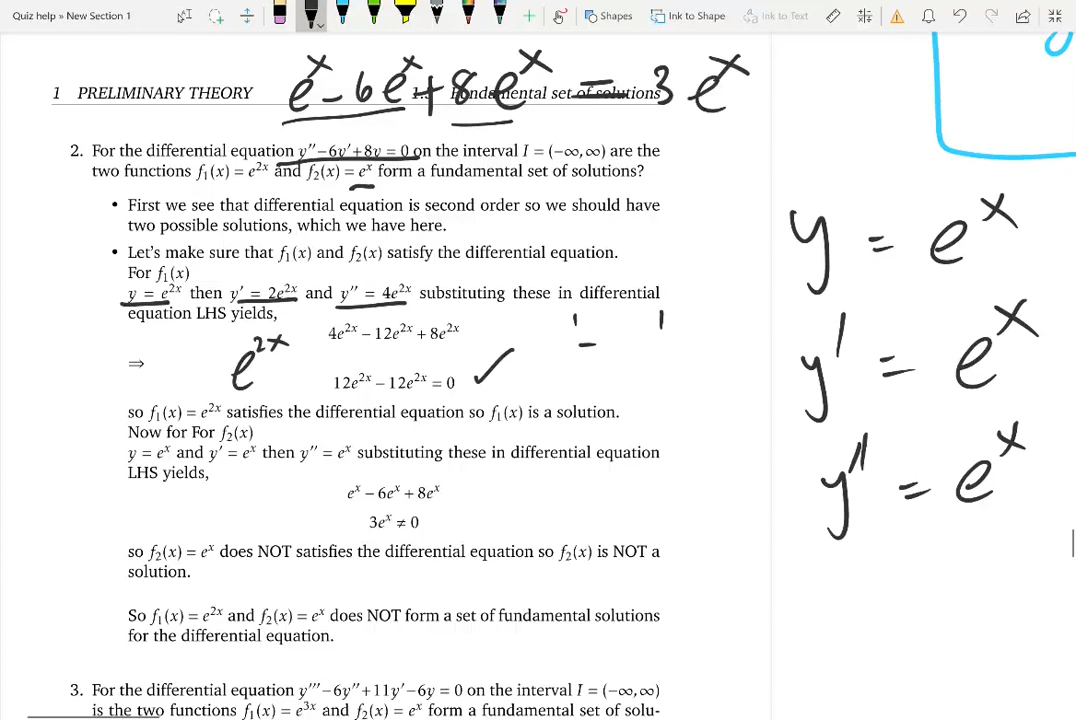 Quiz help » New Section 1
Shapes
Ink to Shape
Ink to Text
e^x - 6e^x + 8e^x = 3e^x
1 PRELIMINARY THEORY
1.3 Fundamental set of solutions
2. For the differential equation y″−6y′+8y = 0 on the interval I = (−∞,∞) are the
two functions f₁(x) = e^{2x} and f₂(x) = e^x form a fundamental set of solutions?
• First we see that differential equation is second order so we should have
two possible solutions, which we have here.
• Let's make sure that f₁(x) and f₂(x) satisfy the differential equation.
For f₁(x)
y = e^{2x} then y′ = 2e^{2x} and y″ = 4e^{2x} substituting these in differential
equation LHS yields,
4e^{2x} − 12e^{2x} + 8e^{2x}
⇒
e^{2x}
12e^{2x} − 12e^{2x} = 0 ✓
so f₁(x) = e^{2x} satisfies the differential equation so f₁(x) is a solution.
Now for For f₂(x)
y = e^x and y′ = e^x then y″ = e^x substituting these in differential equation
LHS yields,
e^x − 6e^x + 8e^x
3e^x ≠ 0
so f₂(x) = e^x does NOT satisfies the differential equation so f₂(x) is NOT a
solution.
So f₁(x) = e^{2x} and f₂(x) = e^x does NOT form a set of fundamental solutions
for the differential equation.
3. For the differential equation y‴−6y″+11y′−6y = 0 on the interval I = (−∞,∞)
is the two functions f₁(x) = e^{3x} and f₂(x) = e^x form a fundamental set of solu-
y = e^x
y′ = e^x
y″ = e^x